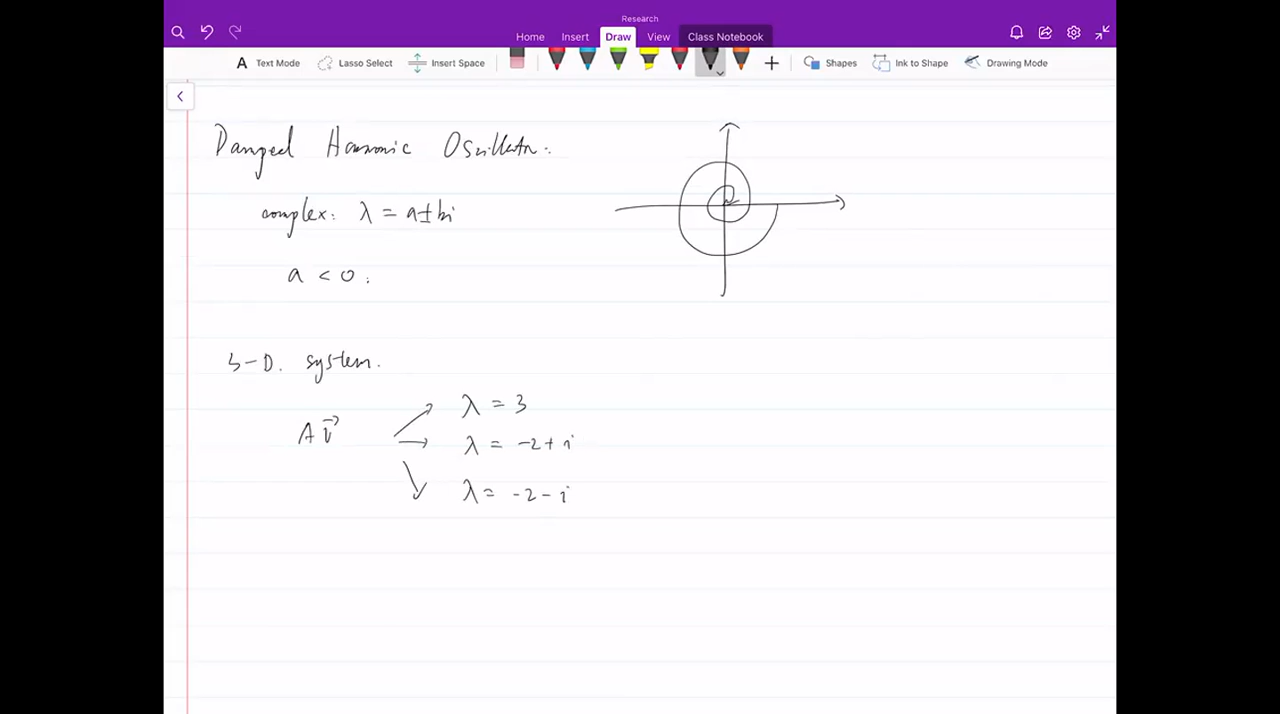 Research
Home Insert Draw View Class Notebook
Text Mode Lasso Select Insert Space Shapes Ink to Shape Drawing Mode
Damped Harmonic Oscillator.
complex: λ = a±bi
a < 0.
3-D. system.
λ = 3
Av⃗ λ = -2+i
λ = -2-i